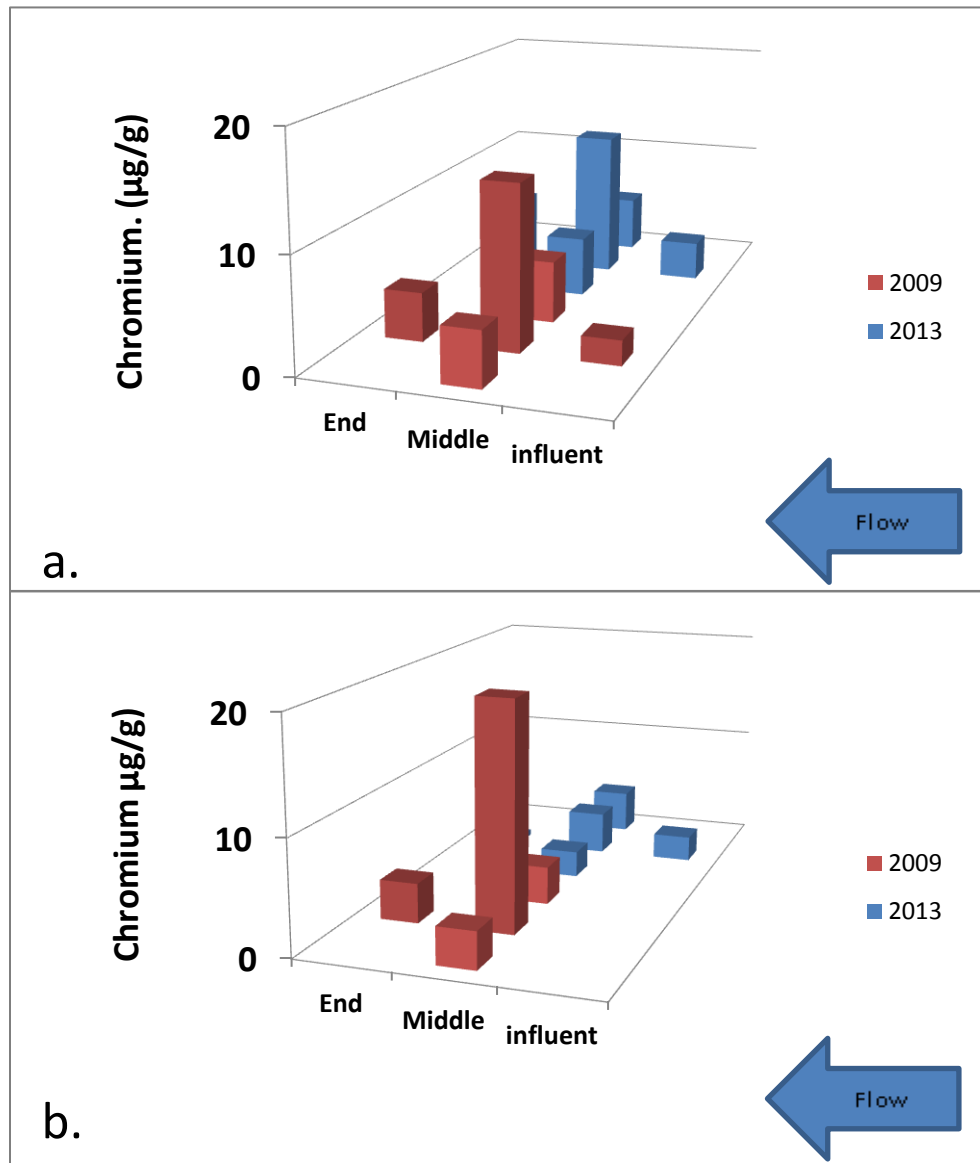 Chromium. (µg/g)
20
10
0
End
Middle
influent
2009
2013
Flow
a.
Chromium µg/g)
20
10
0
End
Middle
influent
2009
2013
Flow
b.